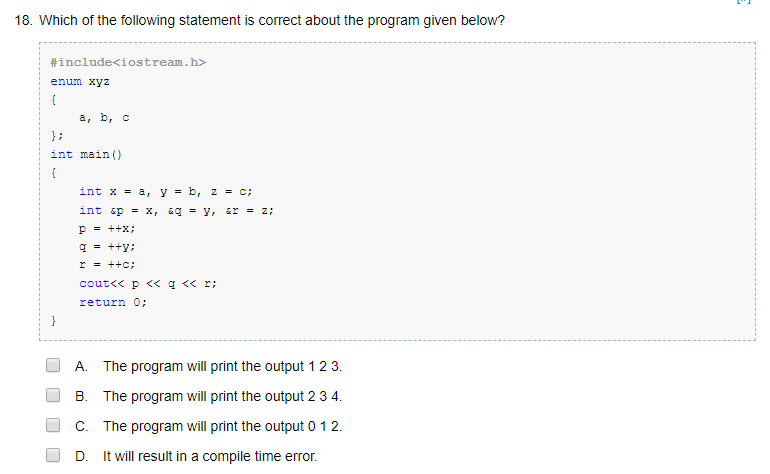 18. Which of the following statement is correct about the program given below?
#include<iostream.h>
enum xyz
{
a, b, c
};
int main()
{
int x = a, y = b, z = c;
int &p = x, &q = y, &r = z;
p = ++x;
q = ++y;
r = ++c;
cout<< p << q << r;
return 0;
}
A. The program will print the output 1 2 3.
B. The program will print the output 2 3 4.
C. The program will print the output 0 1 2.
D. It will result in a compile time error.